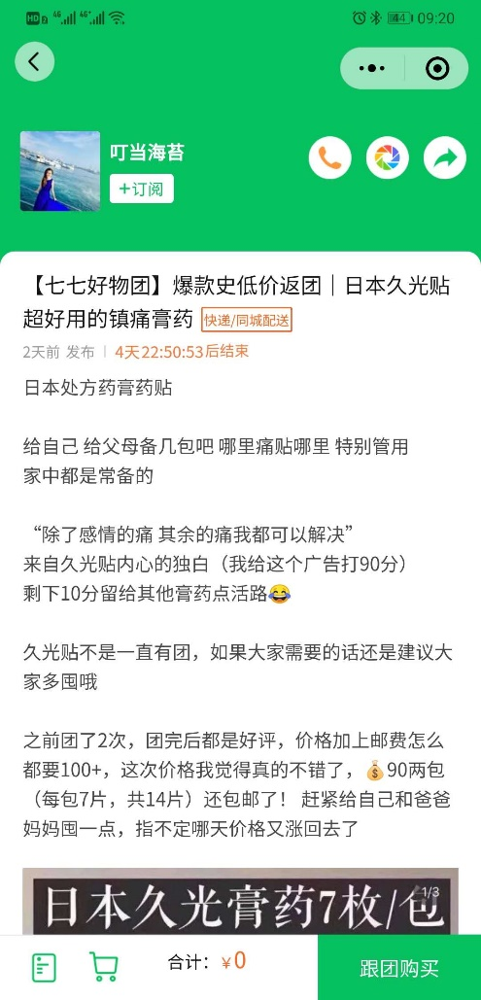 HD 2 4G 4G+ 44 09:20
叮当海苔
+订阅
【七七好物团】爆款史低价返团｜日本久光贴
超好用的镇痛膏药 快递/同城配送
2天前 发布 | 4天22:50:53后结束
日本处方药膏药贴
给自己 给父母备几包吧 哪里痛贴哪里 特别管用
家中都是常备的
“除了感情的痛 其余的痛我都可以解决”
来自久光贴内心的独白（我给这个广告打90分）
剩下10分留给其他膏药点活路😂
久光贴不是一直有团，如果大家需要的话还是建议大
家多囤哦
之前团了2次，团完后都是好评，价格加上邮费怎么
都要100+，这次价格我觉得真的不错了，💰90两包
（每包7片，共14片）还包邮了！ 赶紧给自己和爸爸
妈妈囤一点，指不定哪天价格又涨回去了
1/3
日本久光膏药7枚/包
合计：¥0
跟团购买